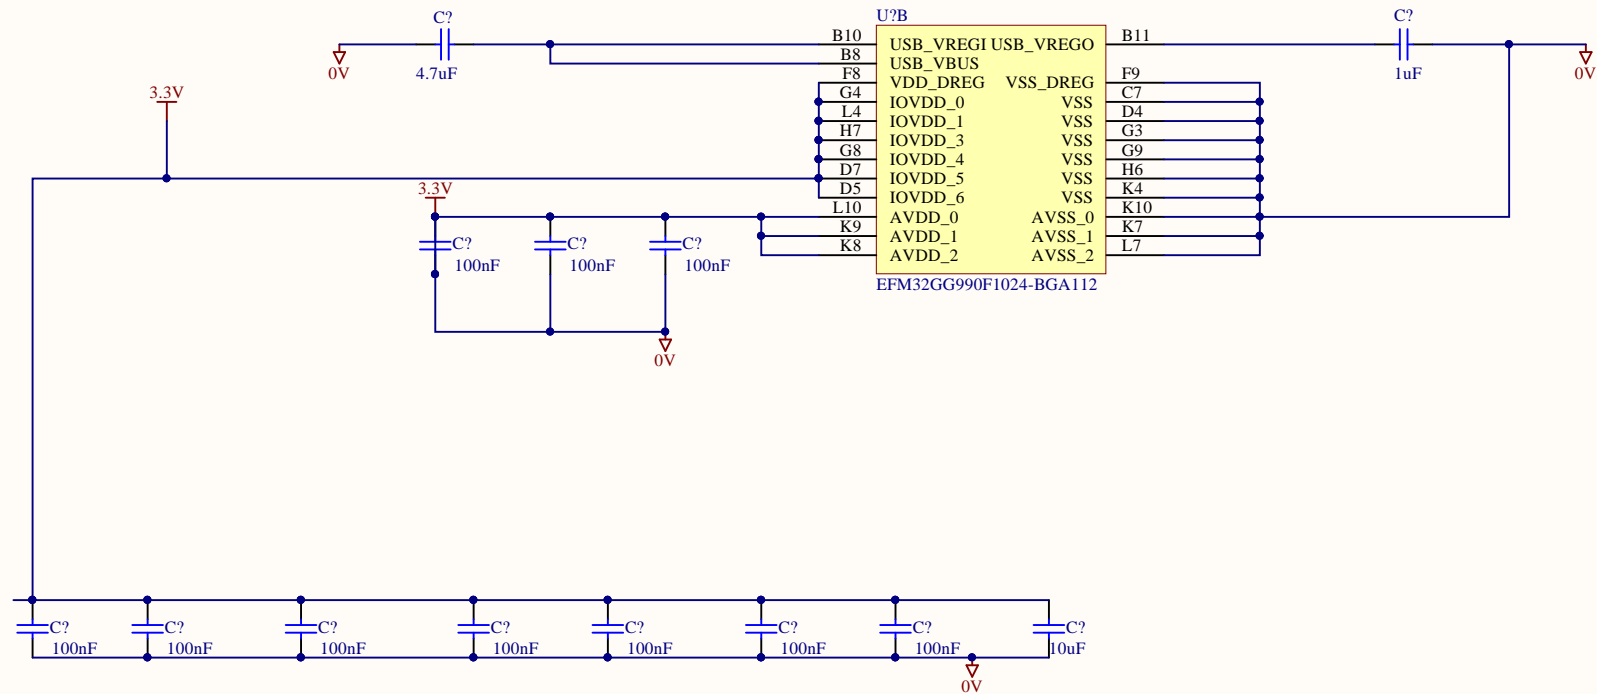 C?
U?B
C?
B10 USB_VREGI USB_VREGO B11
B8 USB_VBUS
0V
4.7uF
1uF
0V
F8 VDD_DREG VSS_DREG F9
3.3V
G4 IOVDD_0 VSS C7
L4 IOVDD_1 VSS D4
H7 IOVDD_3 VSS G3
G8 IOVDD_4 VSS G9
D7 IOVDD_5 VSS H6
3.3V
D5 IOVDD_6 VSS K4
L10 AVDD_0 AVSS_0 K10
K9 AVDD_1 AVSS_1 K7
C? C? C?
K8 AVDD_2 AVSS_2 L7
100nF 100nF 100nF
EFM32GG990F1024-BGA112
0V
C? C? C? C? C? C? C? C?
100nF 100nF 100nF 100nF 100nF 100nF 100nF 10uF
0V